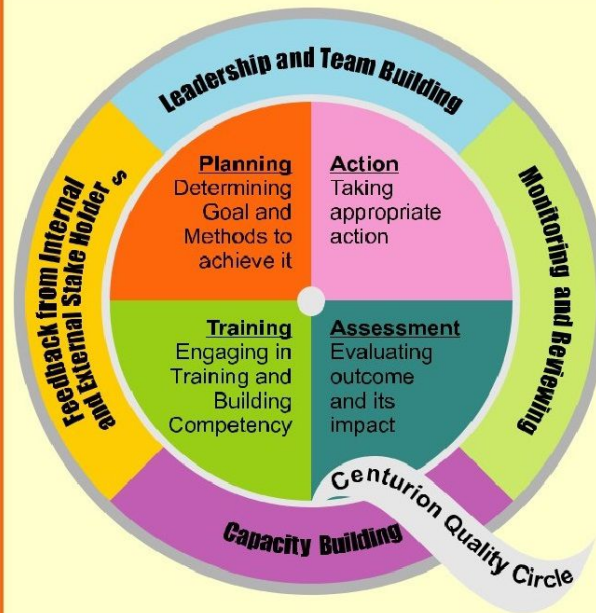 Leadership and Team Building
Planning
Determining
Goal and
Methods to
achieve it
Action
Taking
appropriate
action
Monitoring and Reviewing
Feedback from Internal
and External Stake Holder s
Training
Engaging in
Training and
Building
Competency
Assessment
Evaluating
outcome
and its
impact
Capacity Building
Centurion Quality Circle